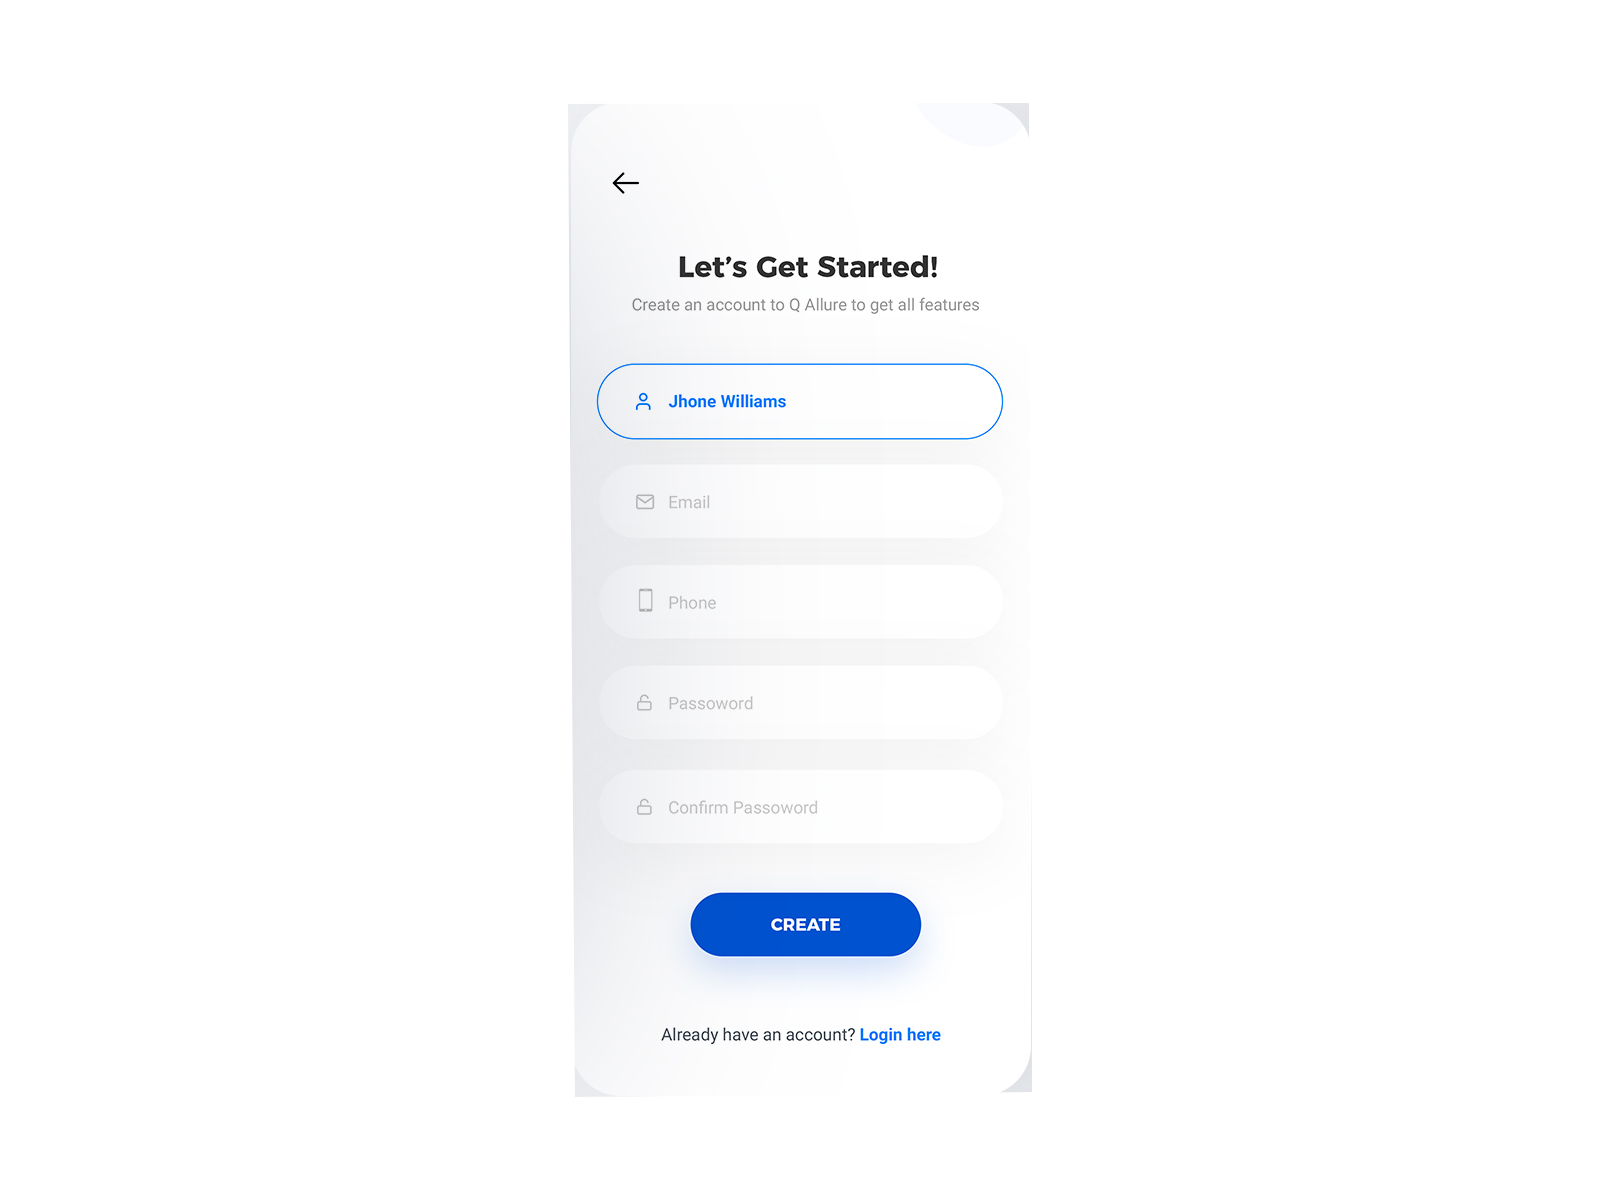 Let’s Get Started!
Create an account to Q Allure to get all features
Jhone Williams
Email
Phone
Passoword
Confirm Passoword
CREATE
Already have an account? Login here